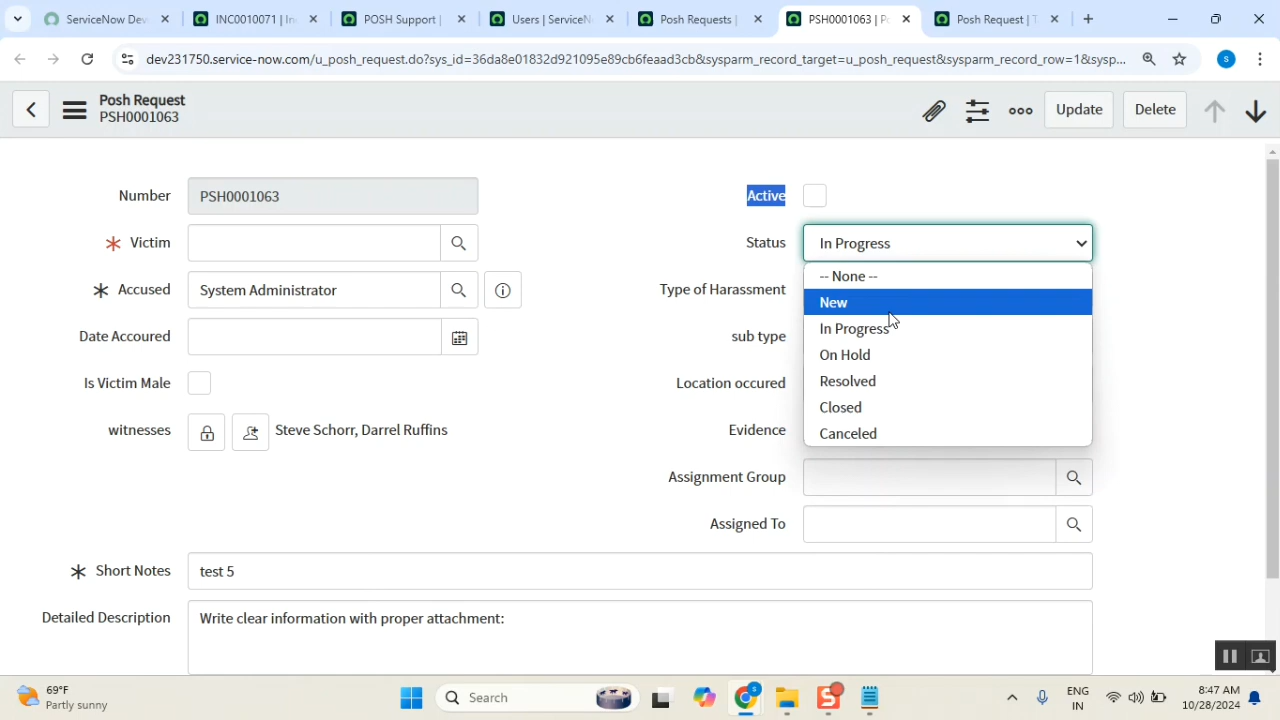 ServiceNow Dev
INC0010071 | In
POSH Support |
Users | ServiceN
Posh Requests |
PSH0001063 | P
Posh Request | T
dev231750.service-now.com/u_posh_request.do?sys_id=36da8e01832d921095e89cb6feaad3cb&sysparm_record_target=u_posh_request&sysparm_record_row=1&sysp...
s
Posh Request
PSH0001063
Update
Delete
Number
PSH0001063
Active
Victim
Status
In Progress
-- None --
New
In Progress
On Hold
Resolved
Closed
Canceled
Accused
System Administrator
Type of Harassment
Date Accoured
sub type
Is Victim Male
Location occured
witnesses
Steve Schorr, Darrel Ruffins
Evidence
Assignment Group
Assigned To
Short Notes
test 5
Detailed Description
Write clear information with proper attachment:
69°F
Partly sunny
Search
ENG
IN
8:47 AM
10/28/2024